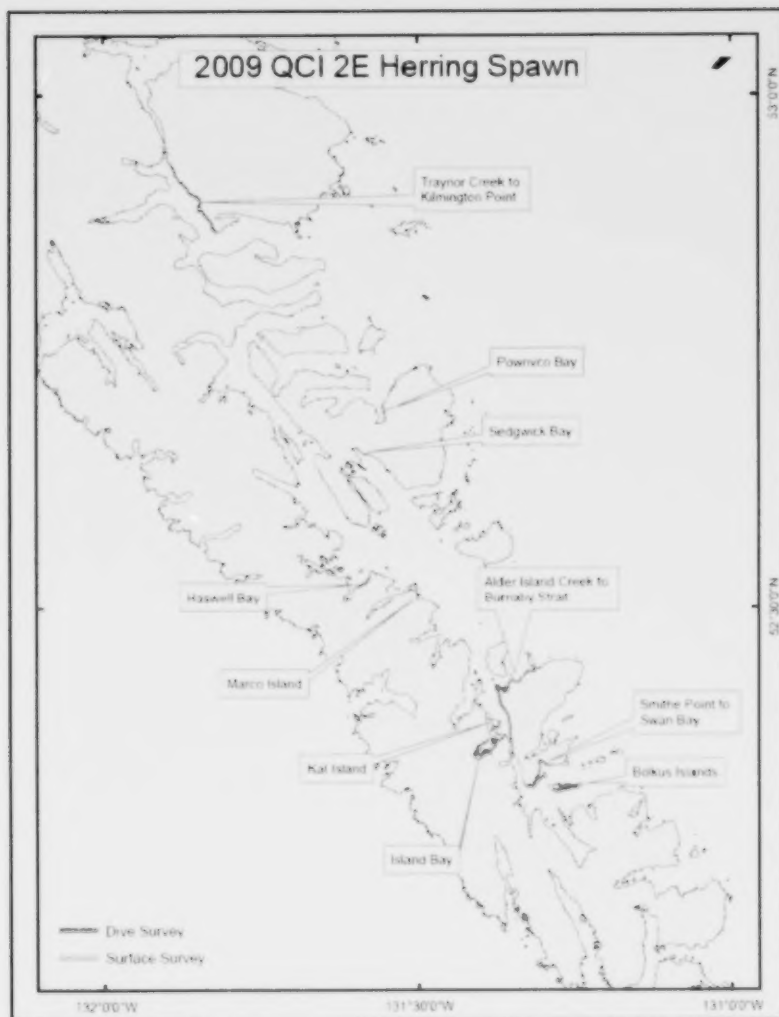 2009 QCI 2E Herring Spawn
53°0'0"N
Traynor Creek to
Kilmington Point
Powrivco Bay
Sedgwick Bay
Haswell Bay
Alder Island Creek to
Burnaby Strait
52°30'0"N
Marco Island
Smithe Point to
Swan Bay
Kat Island
Bolkus Islands
Island Bay
Dive Survey
Surface Survey
132°0'0"W
131°30'0"W
131°0'0"W